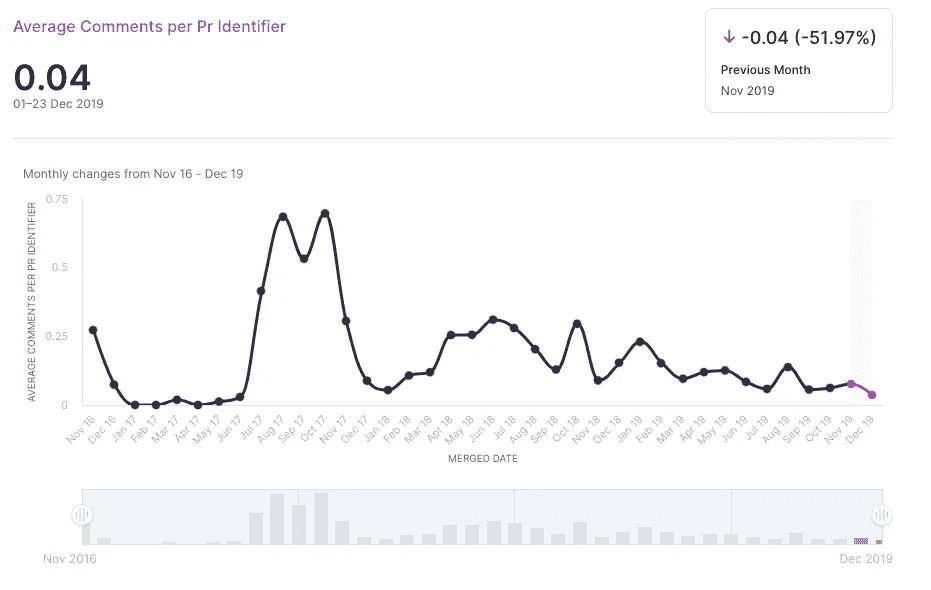 Average Comments per Pr Identifier
0.04
01–23 Dec 2019
↓ -0.04 (-51.97%)
Previous Month
Nov 2019
Monthly changes from Nov 16 - Dec 19
AVERAGE COMMENTS PER PR IDENTIFIER
0.75
0.5
0.25
0
Nov 16
Dec 16
Jan 17
Feb 17
Mar 17
Apr 17
May 17
Jun 17
Jul 17
Aug 17
Sep 17
Oct 17
Nov 17
Dec 17
Jan 18
Feb 18
Mar 18
Apr 18
May 18
Jun 18
Jul 18
Aug 18
Sep 18
Oct 18
Nov 18
Dec 18
Jan 19
Feb 19
Mar 19
Apr 19
May 19
Jun 19
Jul 19
Aug 19
Sep 19
Oct 19
Nov 19
Dec 19
MERGED DATE
Nov 2016
Dec 2019